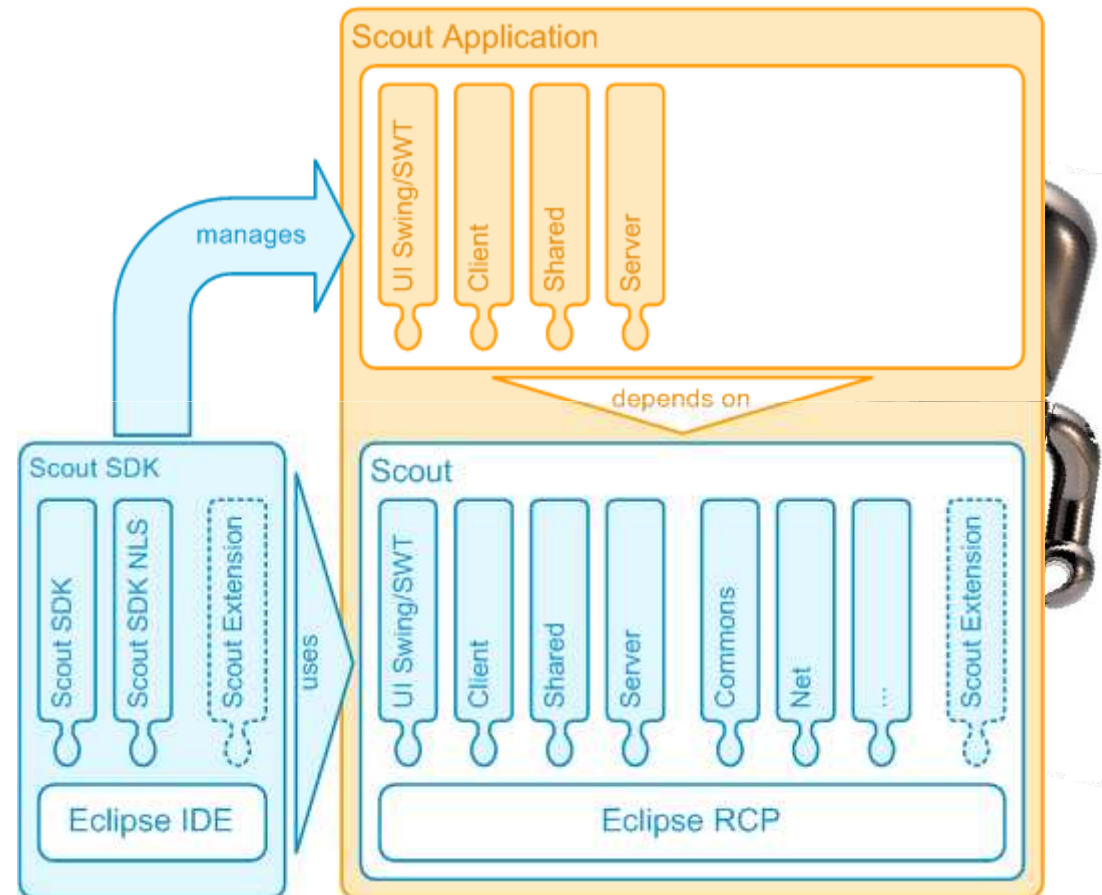 Scout Application
UI Swing/SWT
Client
Shared
Server
manages
depends on
Scout SDK
Scout SDK
Scout SDK NLS
Scout Extension
Eclipse IDE
uses
Scout
UI Swing/SWT
Client
Shared
Server
Commons
Net
...
Scout Extension
Eclipse RCP